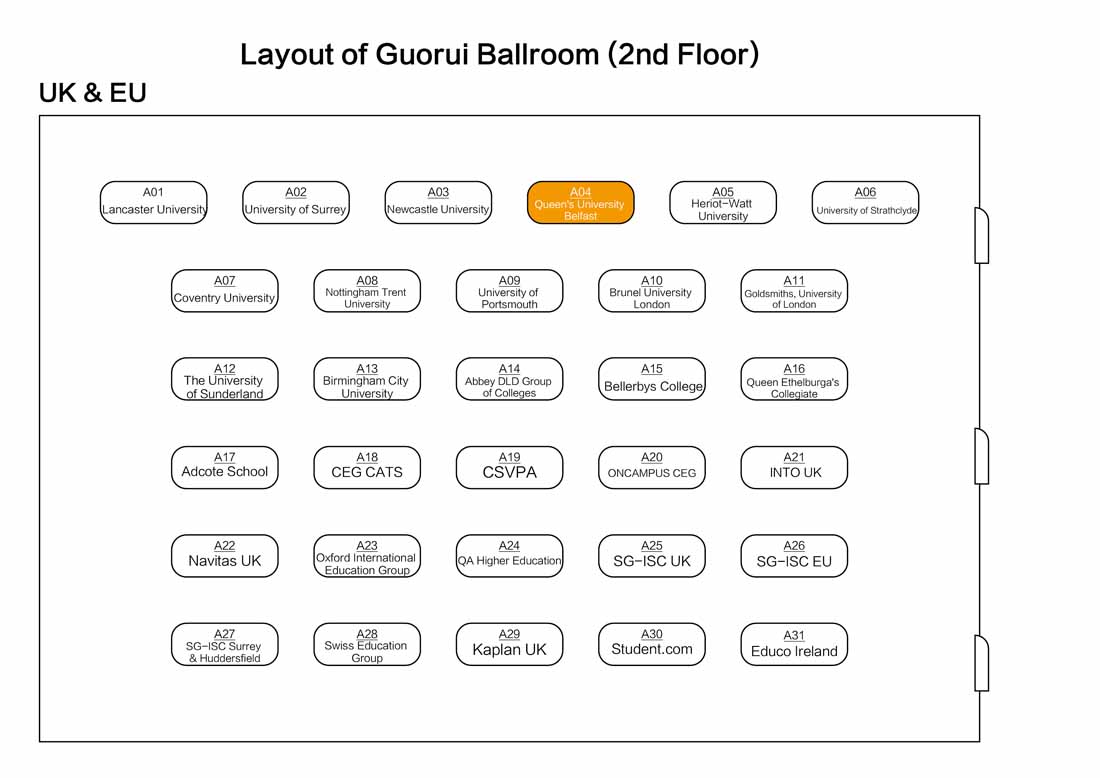 Layout of Guorui Ballroom (2nd Floor)
UK & EU
A01
Lancaster University
A02
University of Surrey
A03
Newcastle University
A04
Queen's University
Belfast
A05
Heriot-Watt
University
A06
University of Strathclyde
A07
Coventry University
A08
Nottingham Trent
University
A09
University of
Portsmouth
A10
Brunel University
London
A11
Goldsmiths, University
of London
A12
The University
of Sunderland
A13
Birmingham City
University
A14
Abbey DLD Group
of Colleges
A15
Bellerbys College
A16
Queen Ethelburga's
Collegiate
A17
Adcote School
A18
CEG CATS
A19
CSVPA
A20
ONCAMPUS CEG
A21
INTO UK
A22
Navitas UK
A23
Oxford International
Education Group
A24
QA Higher Education
A25
SG-ISC UK
A26
SG-ISC EU
A27
SG-ISC Surrey
& Huddersfield
A28
Swiss Education
Group
A29
Kaplan UK
A30
Student.com
A31
Educo Ireland